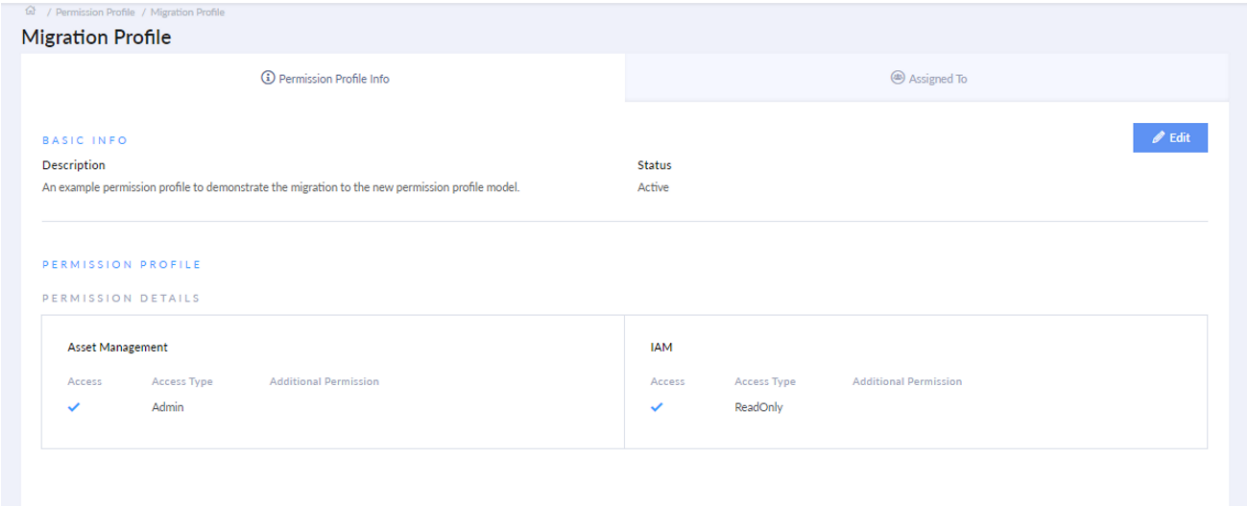 / Permission Profile / Migration Profile
Migration Profile
Permission Profile Info
Assigned To
BASIC INFO
Edit
Description
Status
An example permission profile to demonstrate the migration to the new permission profile model.
Active
PERMISSION PROFILE
PERMISSION DETAILS
Asset Management
IAM
Access Access Type Additional Permission
Access Access Type Additional Permission
Admin
ReadOnly